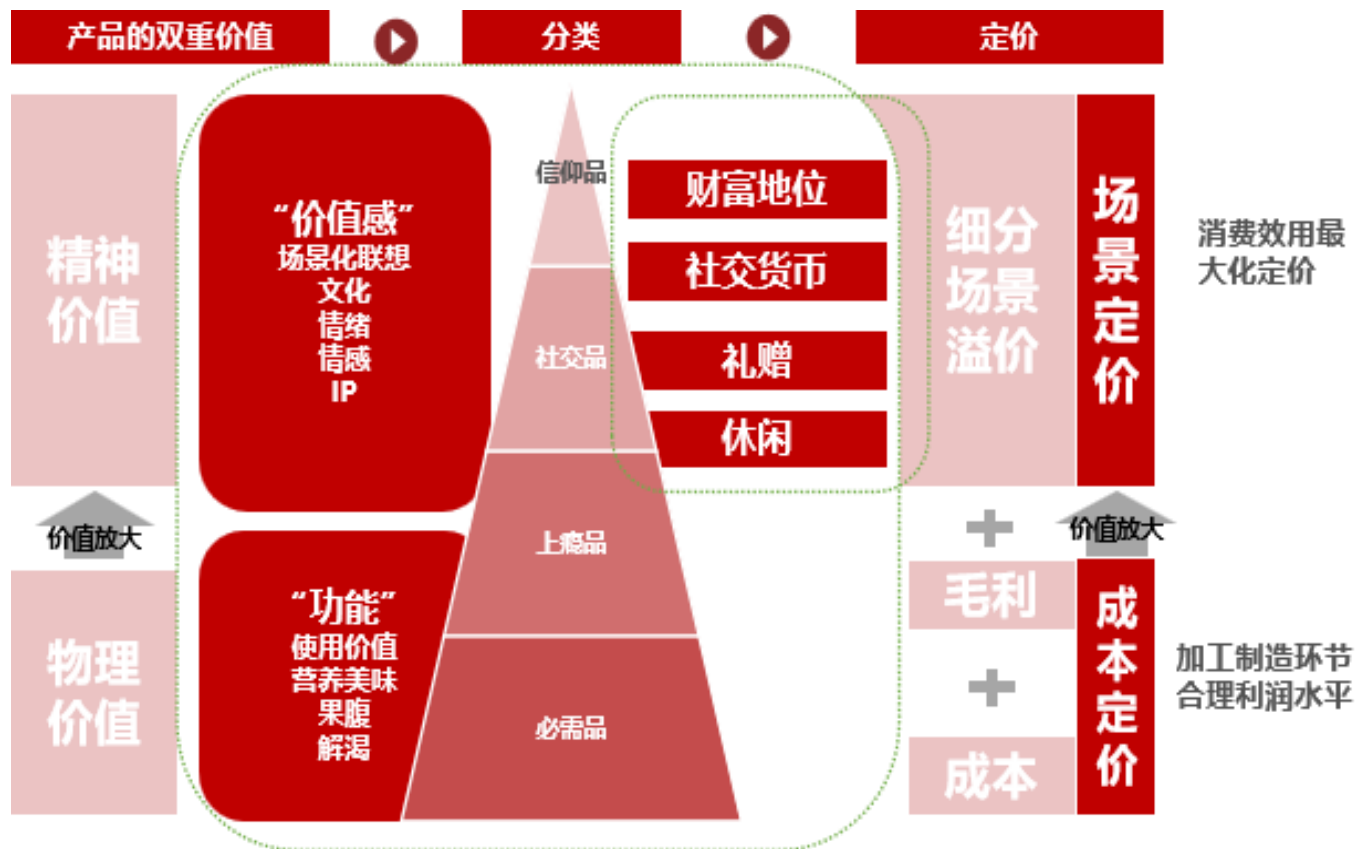 产品的双重价值
分类
定价
精神
价值
“价值感”
场景化联想
文化
情绪
情感
IP
信仰品
社交品
上瘾品
必需品
财富地位
社交货币
礼赠
休闲
细分
场景
溢价
场景定价
消费效用最
大化定价
价值放大
价值放大
物理
价值
“功能”
使用价值
营养美味
果腹
解渴
毛利
成本
成本定价
加工制造环节
合理利润水平